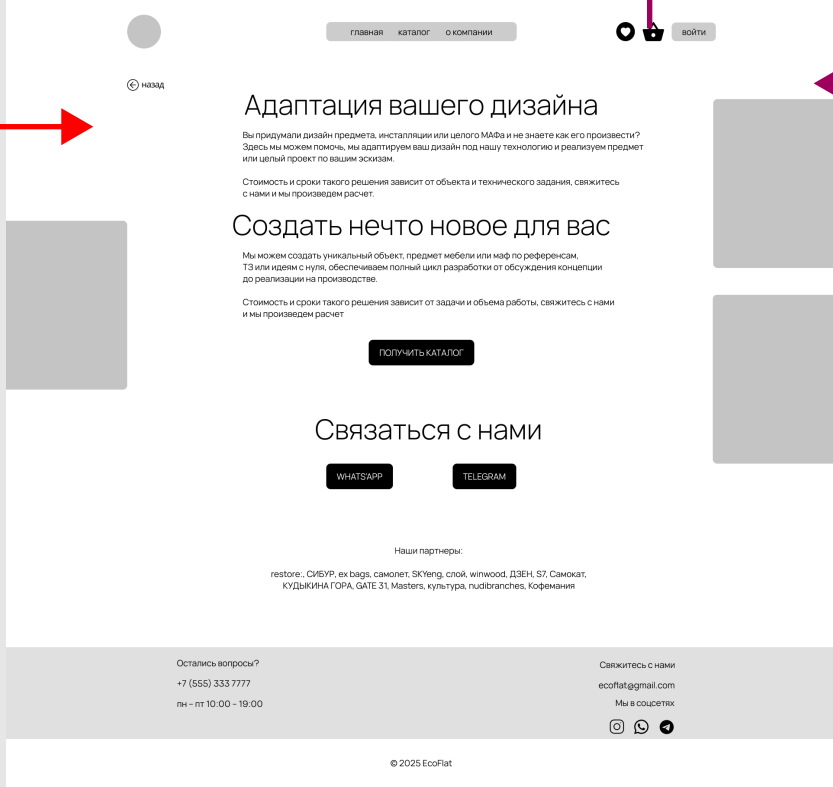 главная каталог о компании
войти
назад
Адаптация вашего дизайна
Вы придумали дизайн предмета, инсталляции или целого МАФа и не знаете как его произвести?
Здесь мы можем помочь, мы адаптируем ваш дизайн под нашу технологию и реализуем предмет
или целый проект по вашим эскизам.
Стоимость и сроки такого решения зависит от объекта и технического задания, свяжитесь
с нами и мы произведем расчет.
Создать нечто новое для вас
Мы можем создать уникальный объект, предмет мебели или маф по референсам,
ТЗ или идеям с нуля, обеспечиваем полный цикл разработки от обсуждения концепции
до реализации на производстве.
Стоимость и сроки такого решения зависит от задачи и объема работы, свяжитесь с нами
и мы произведем расчет
ПОЛУЧИТЬ КАТАЛОГ
Связаться с нами
WHATS'APP
TELEGRAM
Наши партнеры:
restore:, СИБУР, ex bags, самолет, SKYeng, слой, winwood, ДЗЕН, S7, Самокат,
КУДЫКИНА ГОРА, GATE 31, Masters, культура, nudibranches, Кофемания
Остались вопросы?
+7 (555) 333 7777
пн – пт 10:00 – 19:00
Свяжитесь с нами
ecoflat@gmail.com
Мы в соцсетях
© 2025 EcoFlat